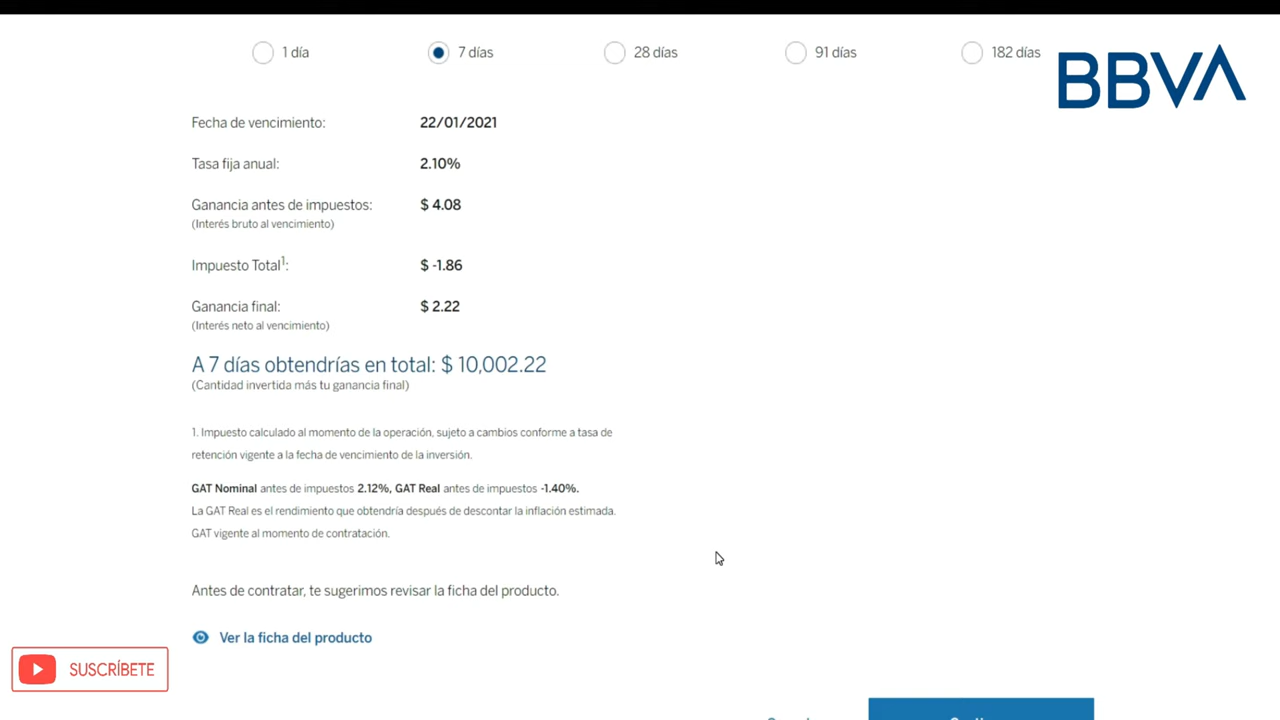 1 día 7 días 28 días 91 días 182 días
BBVA
Fecha de vencimiento: 22/01/2021
Tasa fija anual: 2.10%
Ganancia antes de impuestos: $ 4.08
(Interés bruto al vencimiento)
Impuesto Total1: $ -1.86
Ganancia final: $ 2.22
(Interés neto al vencimiento)
A 7 días obtendrías en total: $ 10,002.22
(Cantidad invertida más tu ganancia final)
1. Impuesto calculado al momento de la operación, sujeto a cambios conforme a tasa de
retención vigente a la fecha de vencimiento de la inversión.
GAT Nominal antes de impuestos 2.12%, GAT Real antes de impuestos -1.40%.
La GAT Real es el rendimiento que obtendría después de descontar la inflación estimada.
GAT vigente al momento de contratación.
Antes de contratar, te sugerimos revisar la ficha del producto.
Ver la ficha del producto
SUSCRÍBETE